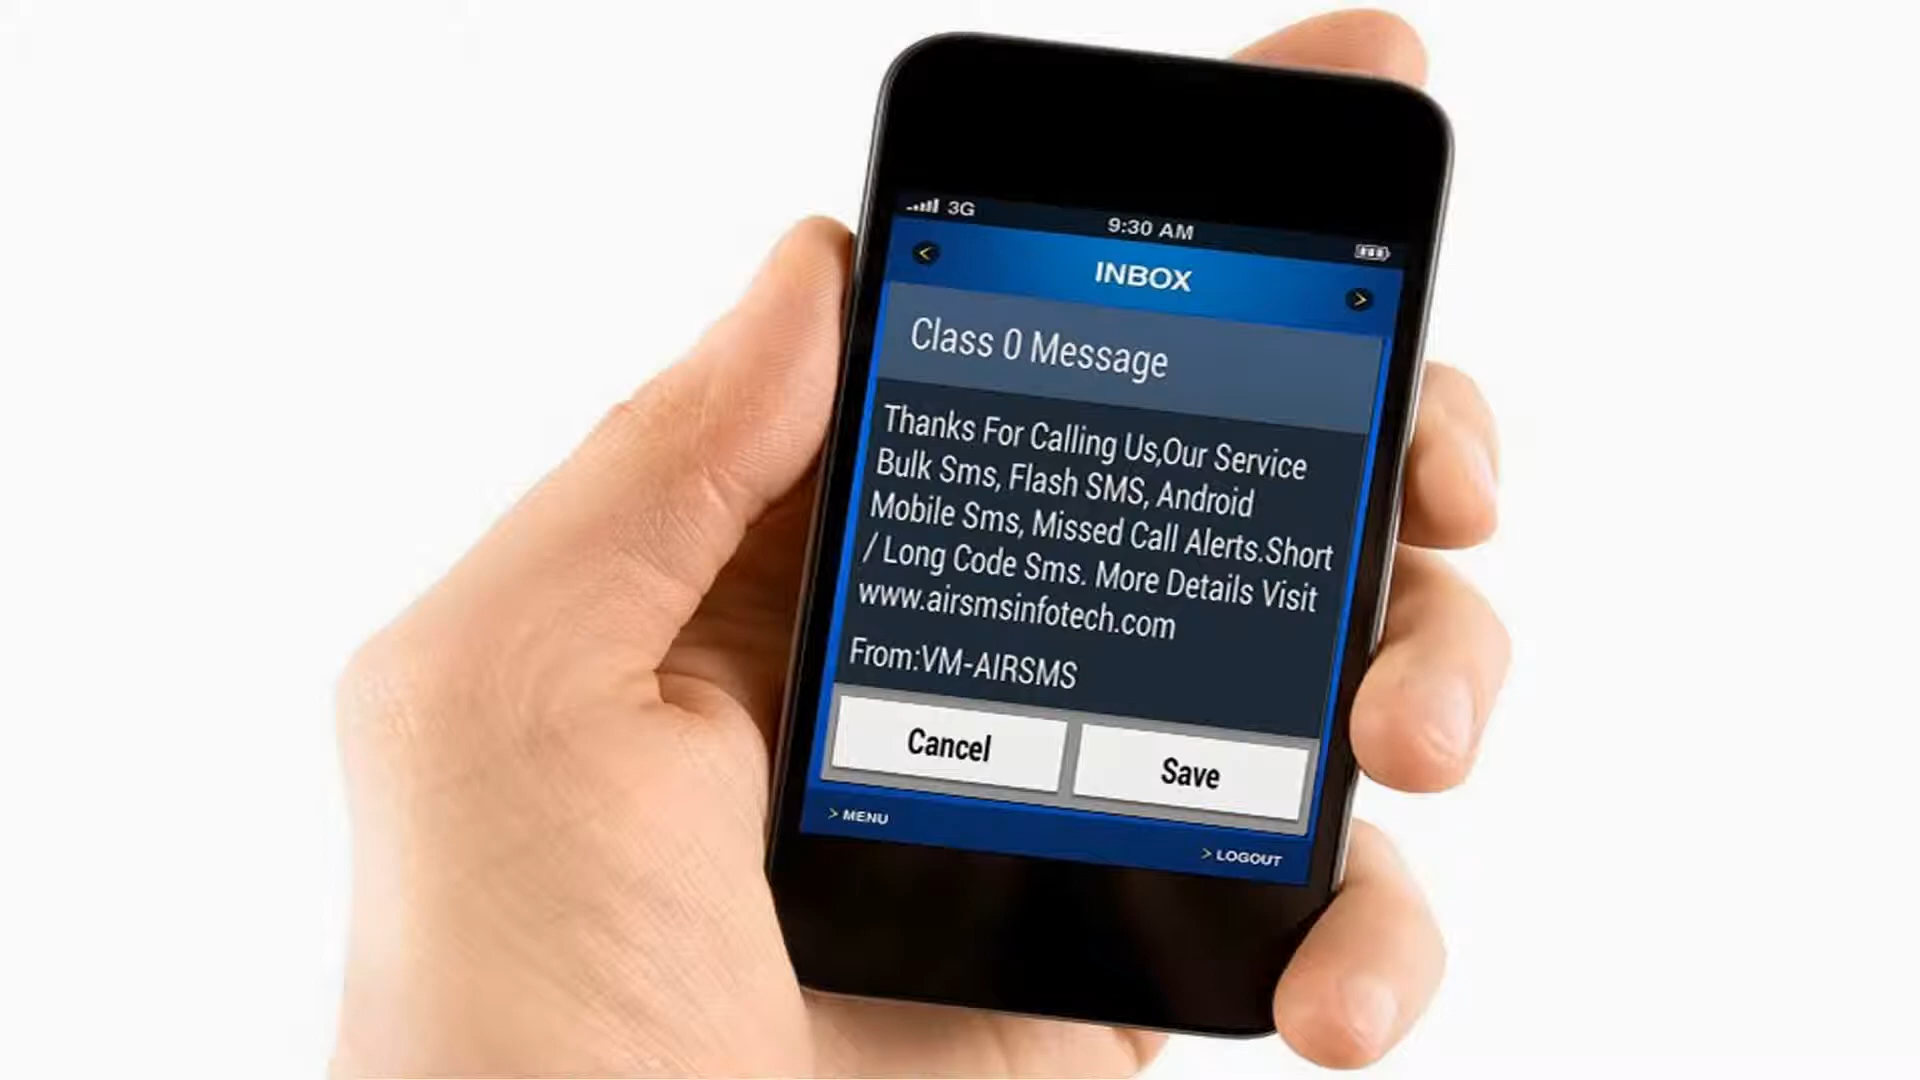 3G
9:30 AM
<
INBOX
>
Class 0 Message
Thanks For Calling Us,Our Service
Bulk Sms, Flash SMS, Android
Mobile Sms, Missed Call Alerts.Short
/ Long Code Sms. More Details Visit
www.airsmsinfotech.com
From:VM-AIRSMS
Cancel
Save
> MENU
> LOGOUT